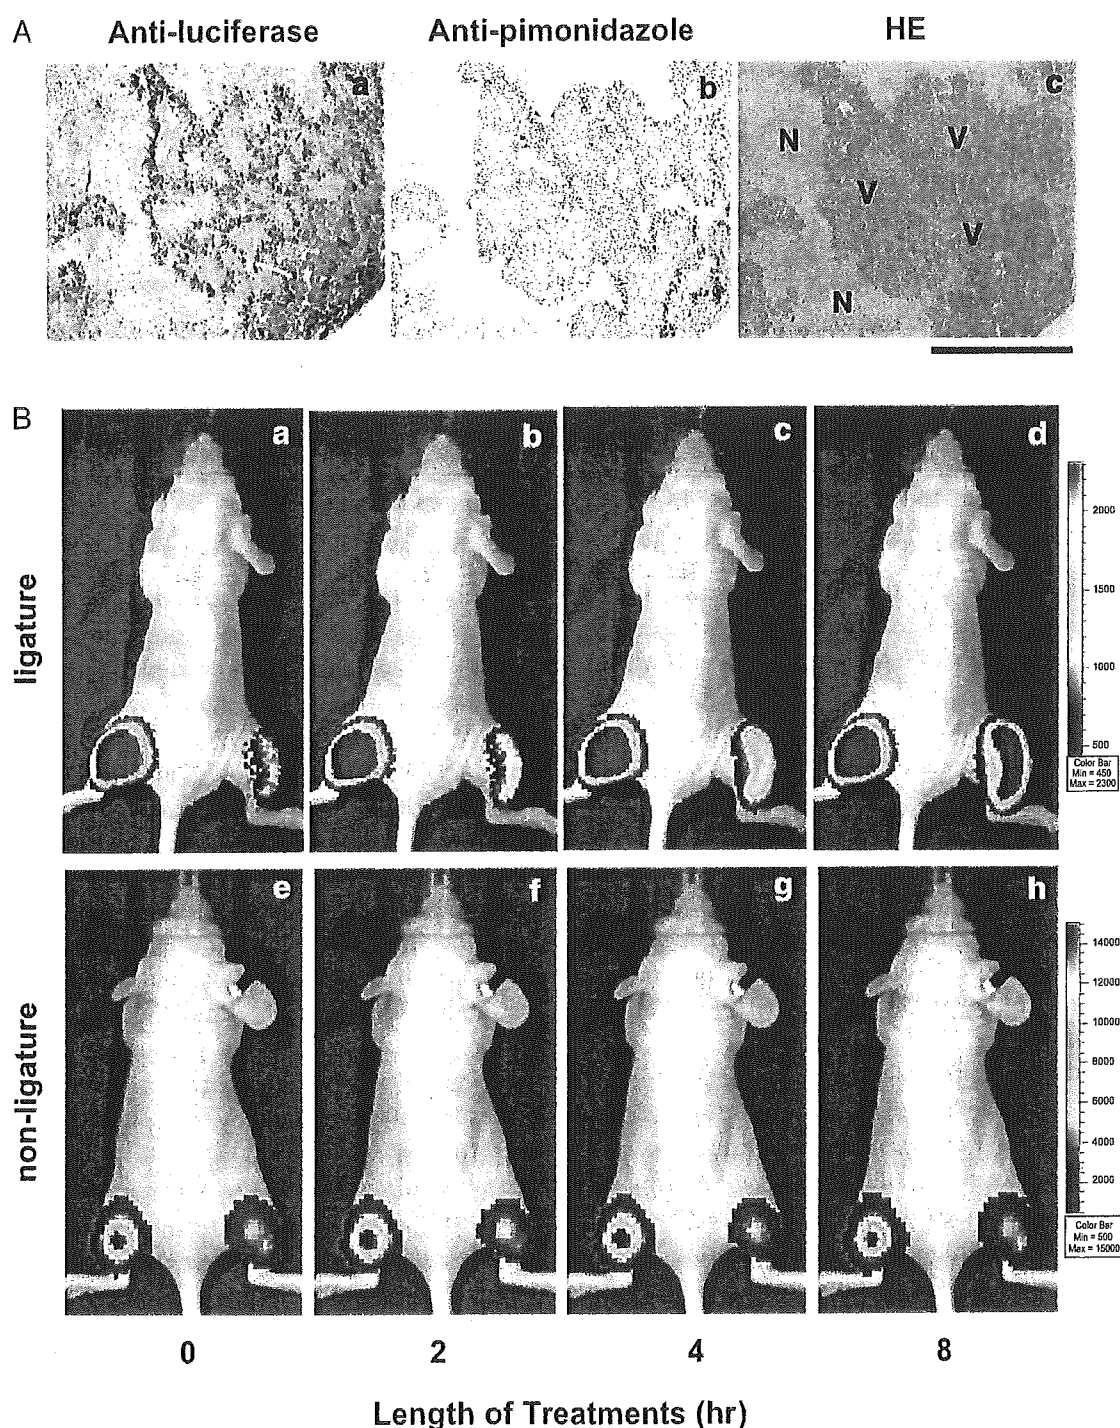 A
Anti-luciferase
Anti-pimonidazole
HE
a
b
c
N
V
V
V
N
B
ligature
a
b
c
d
2000
1500
1000
500
Color Bar
Min = 450
Max = 2300
non-ligature
e
f
g
h
14000
12000
10000
8000
6000
4000
2000
Color Bar
Min = 500
Max = 15000
0
2
4
8
Length of Treatments (hr)